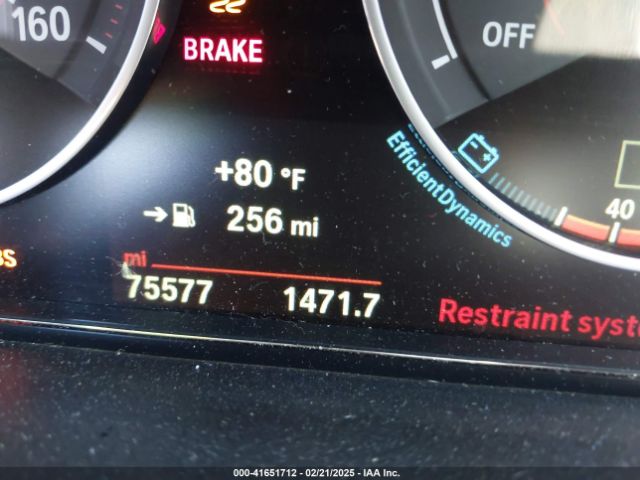 160
BRAKE
OFF
+80 °F
→ 256 mi
EfficientDynamics
40
mi
75577 1471.7
Restraint
000-41651712 - 02/21/2025 - IAA Inc.